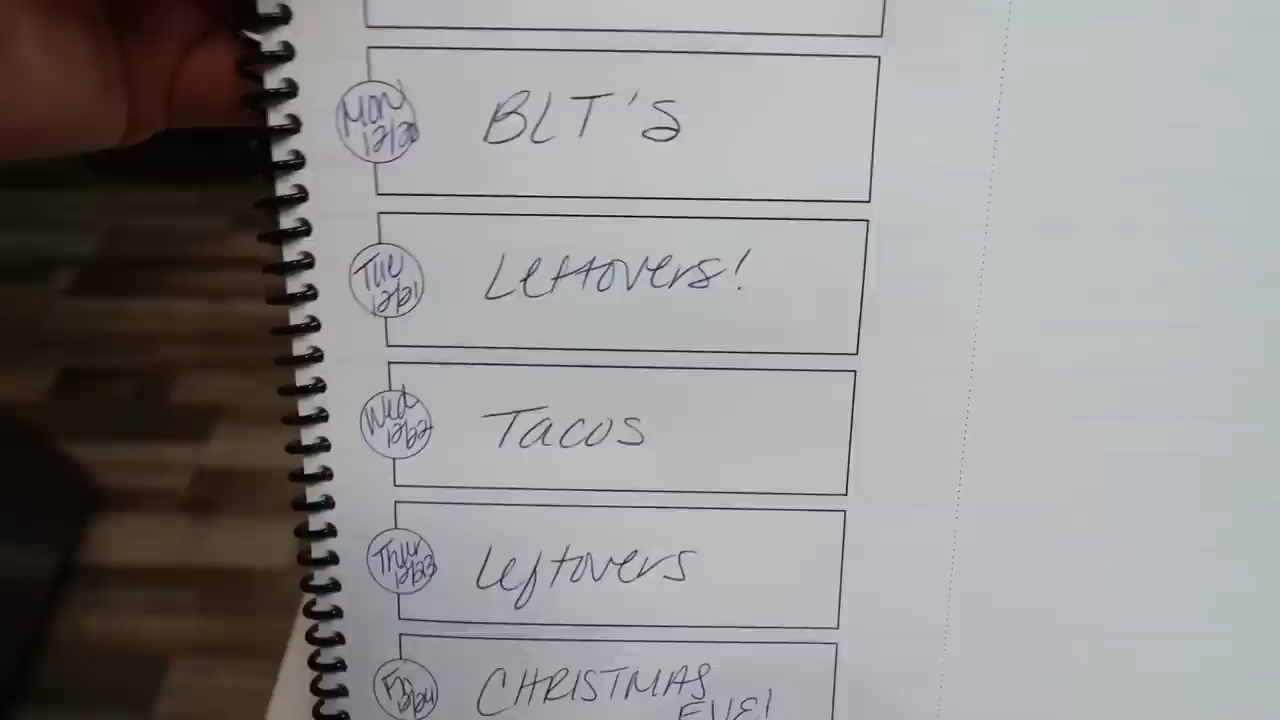 Mon
12/20
BLT's
Tue
12/21
Leftovers!
Wed
12/22
Tacos
Thur
12/23
Leftovers
Fri
12/24
CHRISTMAS
EVE!